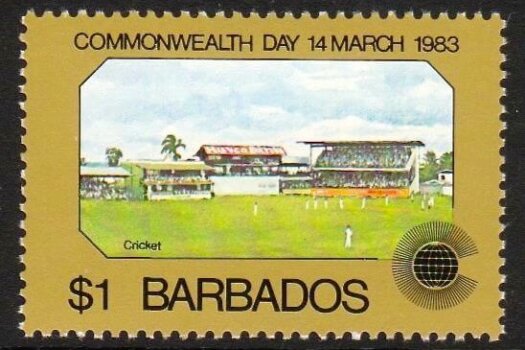 COMMONWEALTH DAY 14 MARCH 1983
Cricket
$1 BARBADOS